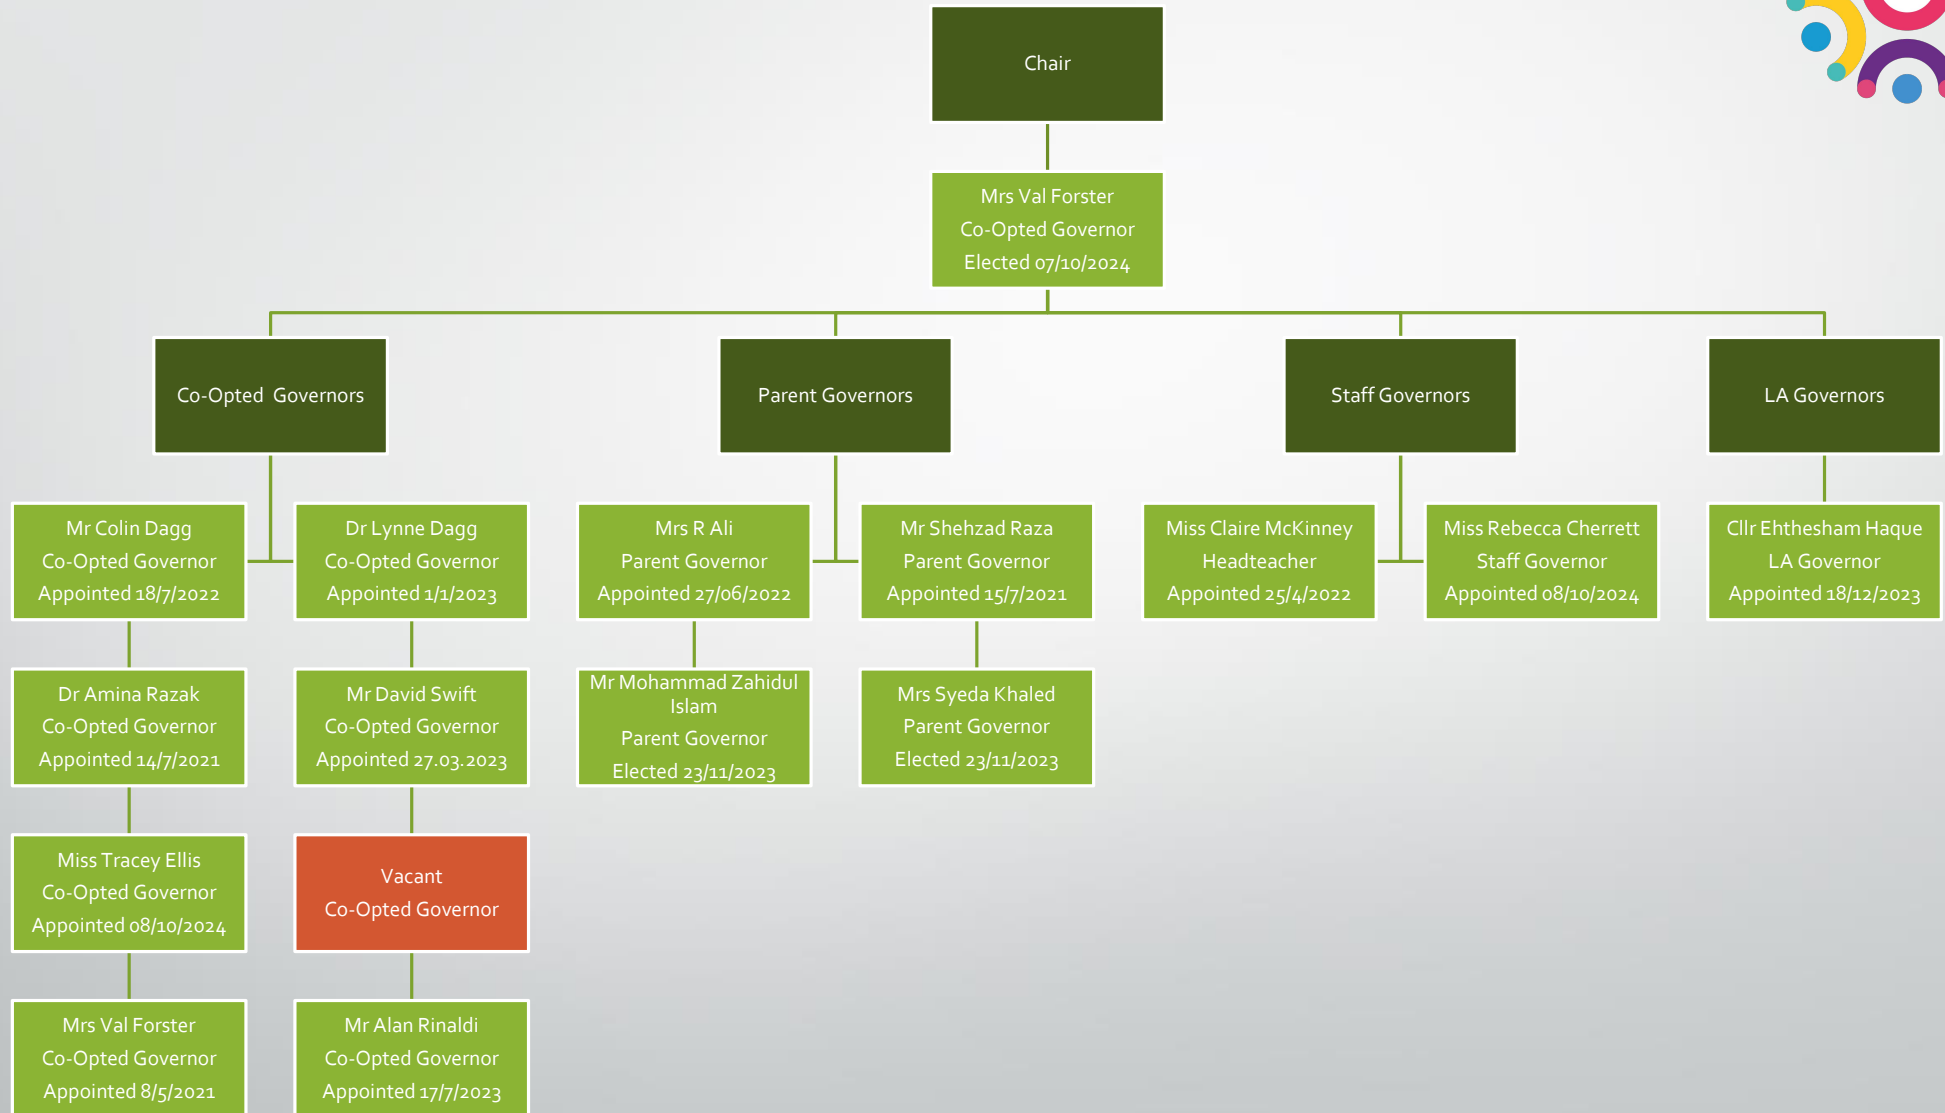 Chair
Mrs Val Forster
Co-Opted Governor
Elected 07/10/2024
Co-Opted  Governors
Parent Governors
Staff Governors
LA Governors
Mr Colin Dagg
Co-Opted Governor
Appointed 18/7/2022
Dr Lynne Dagg
Co-Opted Governor
Appointed 1/1/2023
Mrs R Ali
Parent Governor
Appointed 27/06/2022
Mr Shehzad Raza
Parent Governor
Appointed 15/7/2021
Miss Claire McKinney
Headteacher
Appointed 25/4/2022
Miss Rebecca Cherrett
Staff Governor
Appointed 08/10/2024
Cllr Ehthesham Haque
LA Governor
Appointed 18/12/2023
Dr Amina Razak
Co-Opted Governor
Appointed 14/7/2021
Mr David Swift
Co-Opted Governor
Appointed 27.03.2023
Mr Mohammad Zahidul
Islam
Parent Governor
Elected 23/11/2023
Mrs Syeda Khaled
Parent Governor
Elected 23/11/2023
Miss Tracey Ellis
Co-Opted Governor
Appointed 08/10/2024
Vacant
Co-Opted Governor
Mrs Val Forster
Co-Opted Governor
Appointed 8/5/2021
Mr Alan Rinaldi
Co-Opted Governor
Appointed 17/7/2023